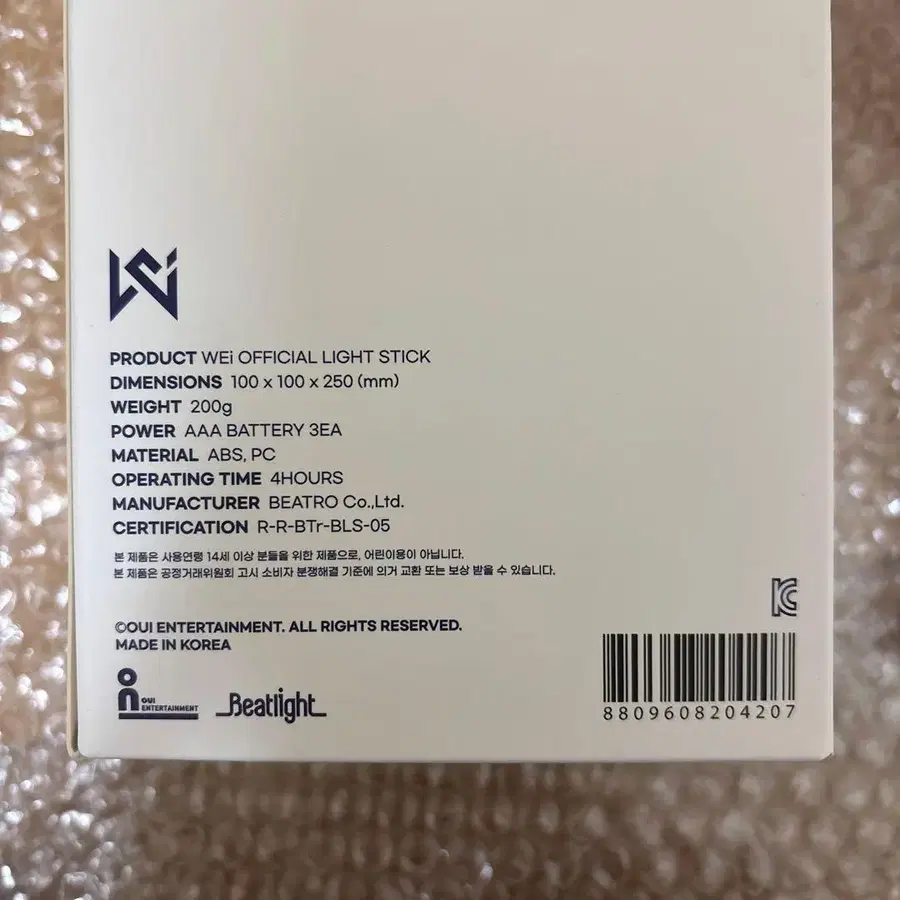 WEi
PRODUCT WEi OFFICIAL LIGHT STICK
DIMENSIONS 100 x 100 x 250 (mm)
WEIGHT 200g
POWER AAA BATTERY 3EA
MATERIAL ABS, PC
OPERATING TIME 4HOURS
MANUFACTURER BEATRO Co.,Ltd.
CERTIFICATION R-R-BTr-BLS-05
본 제품은 사용연령 14세 이상 분들을 위한 제품으로, 어린이용이 아닙니다.
본 제품은 공정거래위원회 고시 소비자 분쟁해결 기준에 의거 교환 또는 보상 받을 수 있습니다.
KC
©OUI ENTERTAINMENT. ALL RIGHTS RESERVED.
MADE IN KOREA
OUI
ENTERTAINMENT
Beatlight
8809608204207